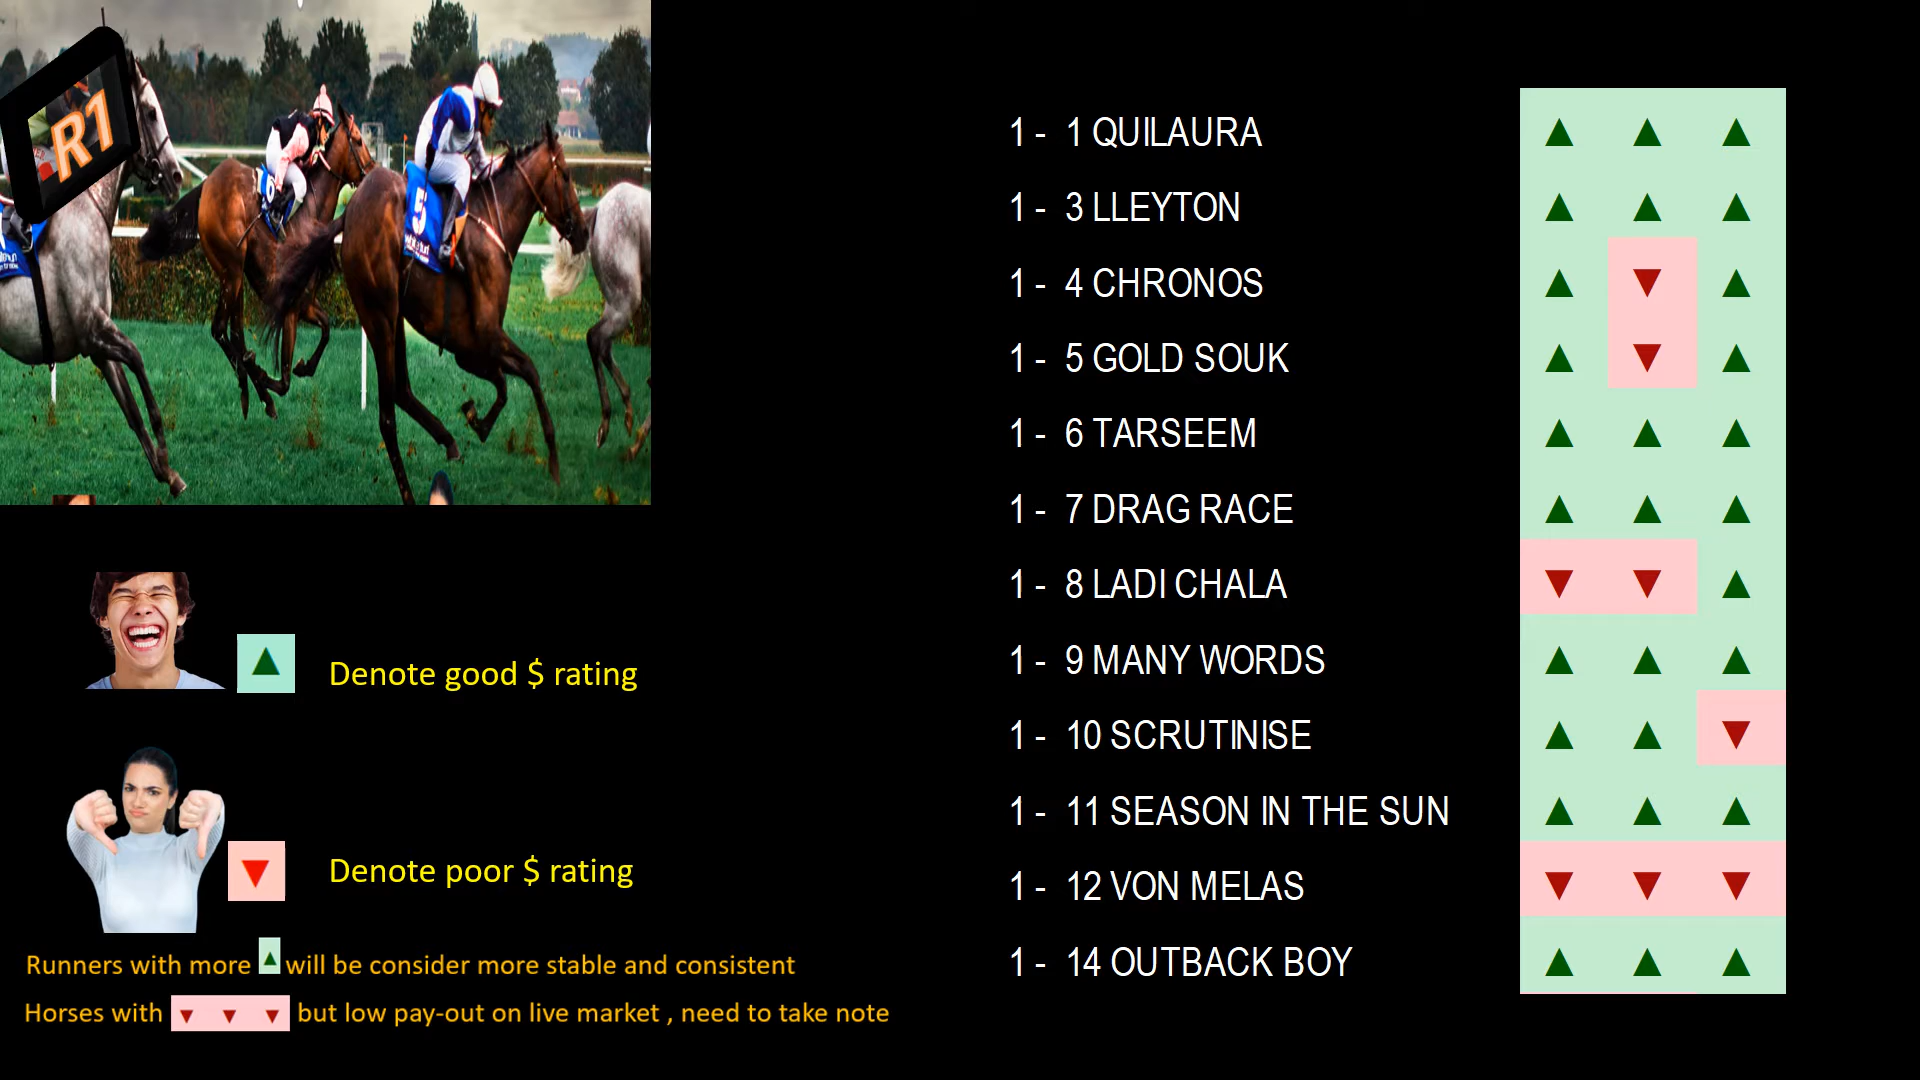 R1
6
5
1 - 1 QUILAURA ▲ ▲ ▲
1 - 3 LLEYTON ▲ ▲ ▲
1 - 4 CHRONOS ▲ ▼ ▲
1 - 5 GOLD SOUK ▲ ▼ ▲
1 - 6 TARSEEM ▲ ▲ ▲
1 - 7 DRAG RACE ▲ ▲ ▲
1 - 8 LADI CHALA ▼ ▼ ▲
1 - 9 MANY WORDS ▲ ▲ ▲
1 - 10 SCRUTINISE ▲ ▲ ▼
1 - 11 SEASON IN THE SUN ▲ ▲ ▲
1 - 12 VON MELAS ▼ ▼ ▼
1 - 14 OUTBACK BOY ▲ ▲ ▲
▲ Denote good $ rating
▼ Denote poor $ rating
Runners with more ▲ will be consider more stable and consistent
Horses with ▼ ▼ ▼ but low pay-out on live market , need to take note